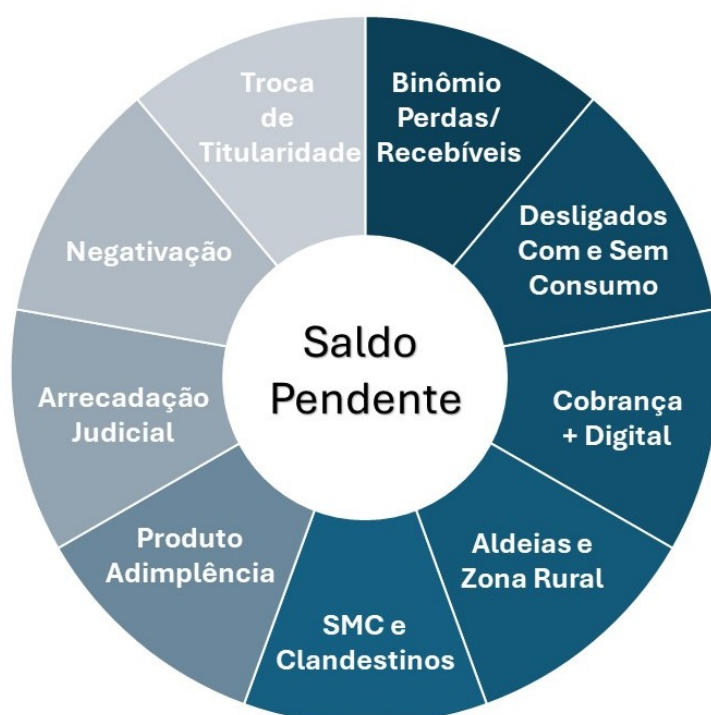 Troca
de
Titularidade
Binômio
Perdas/
Recebíveis
Desligados
Com e Sem
Consumo
Cobrança
+ Digital
Aldeias e
Zona Rural
SMC e
Clandestinos
Produto
Adimplência
Arrecadação
Judicial
Negativação
Saldo
Pendente